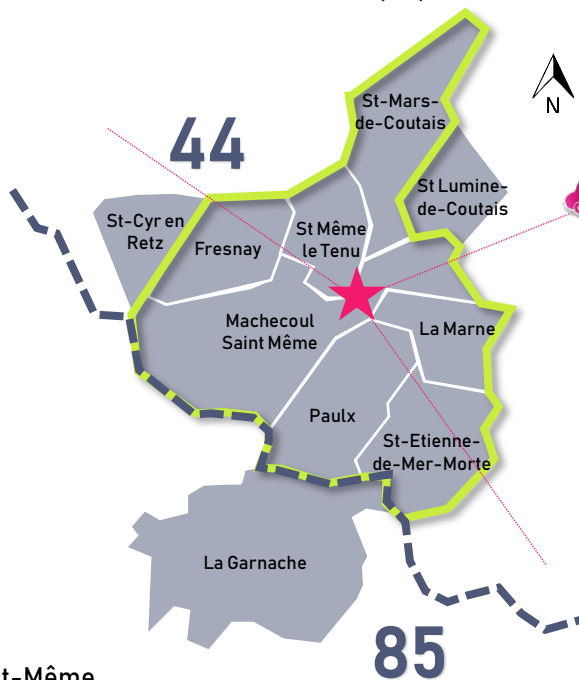 St-Mars-
de-Coutais
N
44
St Lumine-
de-Coutais
St-Cyr en
Retz
Fresnay
St Même
le Tenu
Machecoul
Saint Même
La Marne
Paulx
St-Etienne-
de-Mer-Morte
La Garnache
85
t-Même